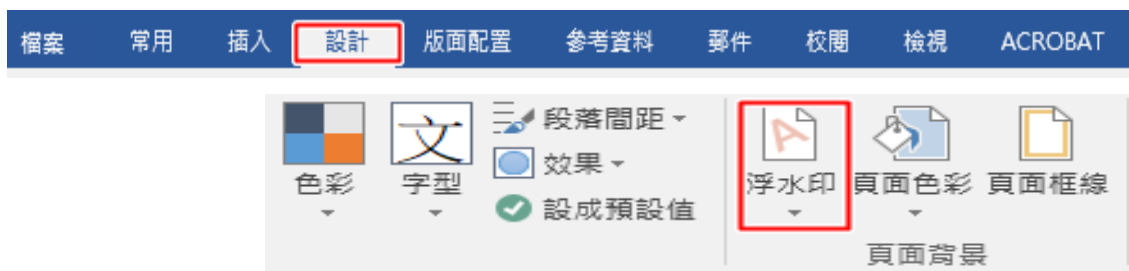 檔案 常用 插入 設計 版面配置 參考資料 郵件 校閱 檢視 ACROBAT
段落間距
效果
設成預設值
色彩 字型 浮水印 頁面色彩 頁面框線
頁面背景
文
A